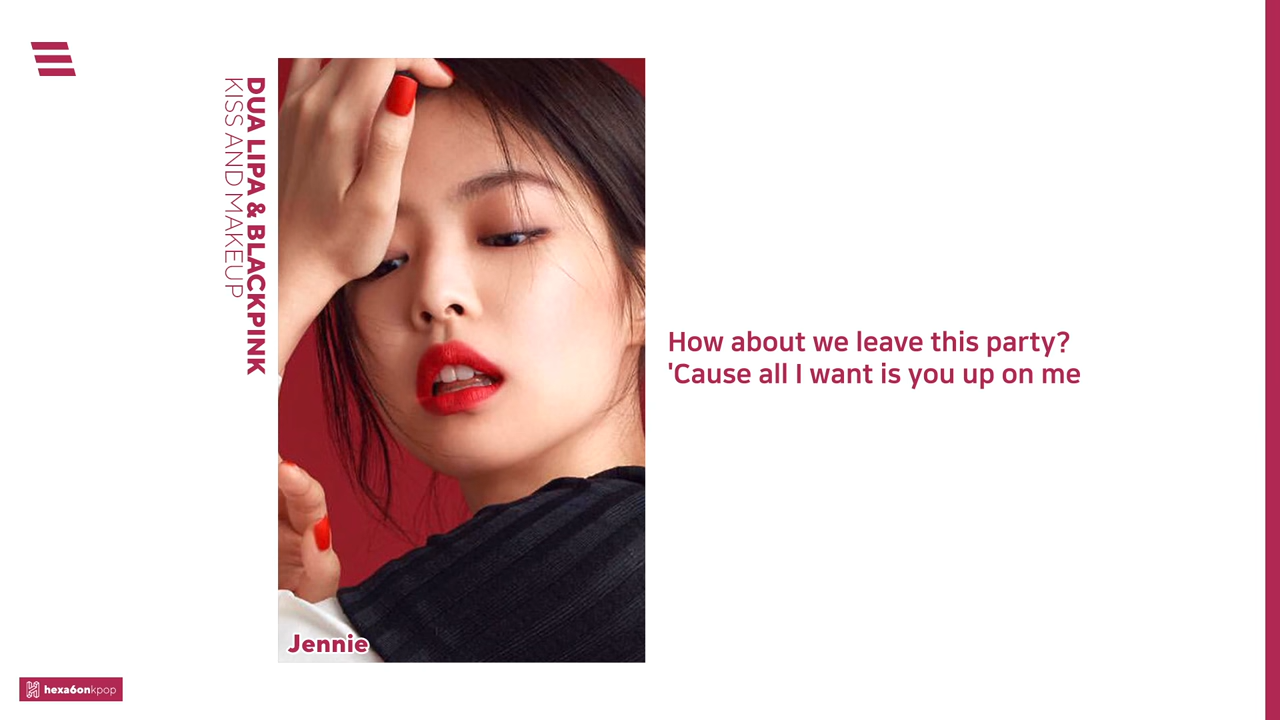 DUA LIPA & BLACKPINK
KISS AND MAKEUP
How about we leave this party?
'Cause all I want is you up on me
Jennie
hexa6onkpop